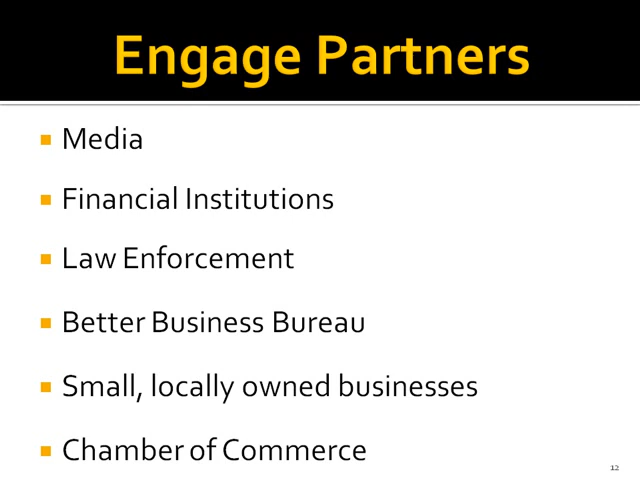 Engage Partners
Media
Financial Institutions
Law Enforcement
Better Business Bureau
Small, locally owned businesses
Chamber of Commerce
12